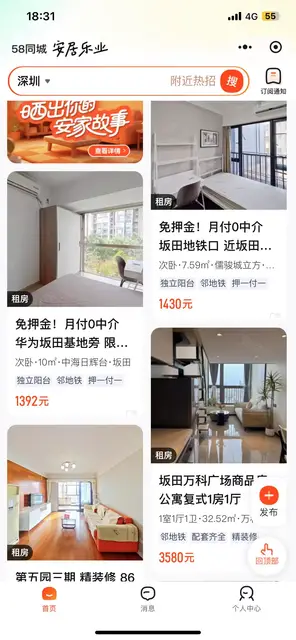 18:31
4G
55
58同城
安居乐业
深圳
附近热招
搜
订阅通知
晒出你的
安家故事
查看详情
租房
免押金！月付0中介
华为坂田基地旁 限…
次卧·10㎡·中海日辉台·坂田
独立阳台 邻地铁 押一付一
1392元
租房
第五园三期 精装修 86
租房
免押金！月付0中介
坂田地铁口 近坂田…
次卧·7.59㎡·儒骏城立方·…
独立阳台 邻地铁 押一付一
1430元
租房
坂田万科广场商品房
公寓复式1房1厅
1室1厅1卫·32.52㎡·万
邻地铁 配套齐全 精装修
3580元
发布
回顶部
首页
消息
个人中心